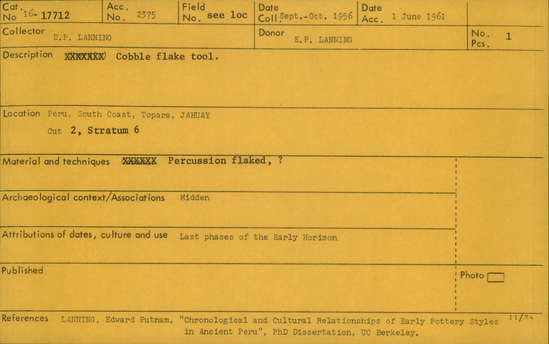 Cat. No 16-17712 Acc. No. 2375 Field No. see loc Date Coll Sept.-Oct. 1956 Date Acc. 1 June 1961
Collector E.P. LANNING Donor E.P. LANNING No. Pcs. 1
Description XXXXXXX Cobble flake tool.
Location Peru, South Coast, Topara, JAHUAY
Cut 2, Stratum 6
Material and techniques XXXXXX Percussion flaked, ?
Archaeological context/Associations Midden
Attributions of dates, culture and use Last phases of the Early Horizon
Published Photo
References LANNING, Edward Putnam, "Chronological and Cultural Relationships of Early Pottery Styles
in Ancient Peru", PhD Dissertation, UC Berkeley.